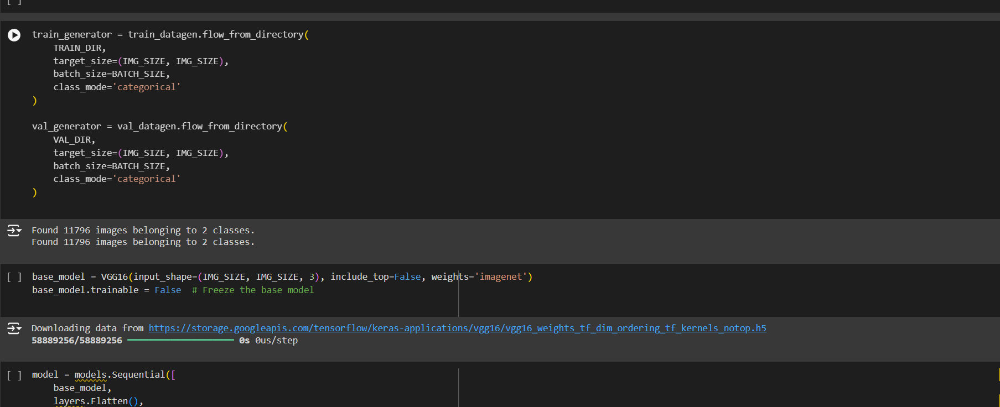 [ ]
train_generator = train_datagen.flow_from_directory(
    TRAIN_DIR,
    target_size=(IMG_SIZE, IMG_SIZE),
    batch_size=BATCH_SIZE,
    class_mode='categorical'
)
val_generator = val_datagen.flow_from_directory(
    VAL_DIR,
    target_size=(IMG_SIZE, IMG_SIZE),
    batch_size=BATCH_SIZE,
    class_mode='categorical'
)
Found 11796 images belonging to 2 classes.
Found 11796 images belonging to 2 classes.
[ ] base_model = VGG16(input_shape=(IMG_SIZE, IMG_SIZE, 3), include_top=False, weights='imagenet')
base_model.trainable = False  # Freeze the base model
Downloading data from https://storage.googleapis.com/tensorflow/keras-applications/vgg16/vgg16_weights_tf_dim_ordering_tf_kernels_notop.h5
58889256/58889256 ━━━━━━━━━━━━━━━━━━━━ 0s 0us/step
[ ] model = models.Sequential([
    base_model,
    layers.Flatten(),